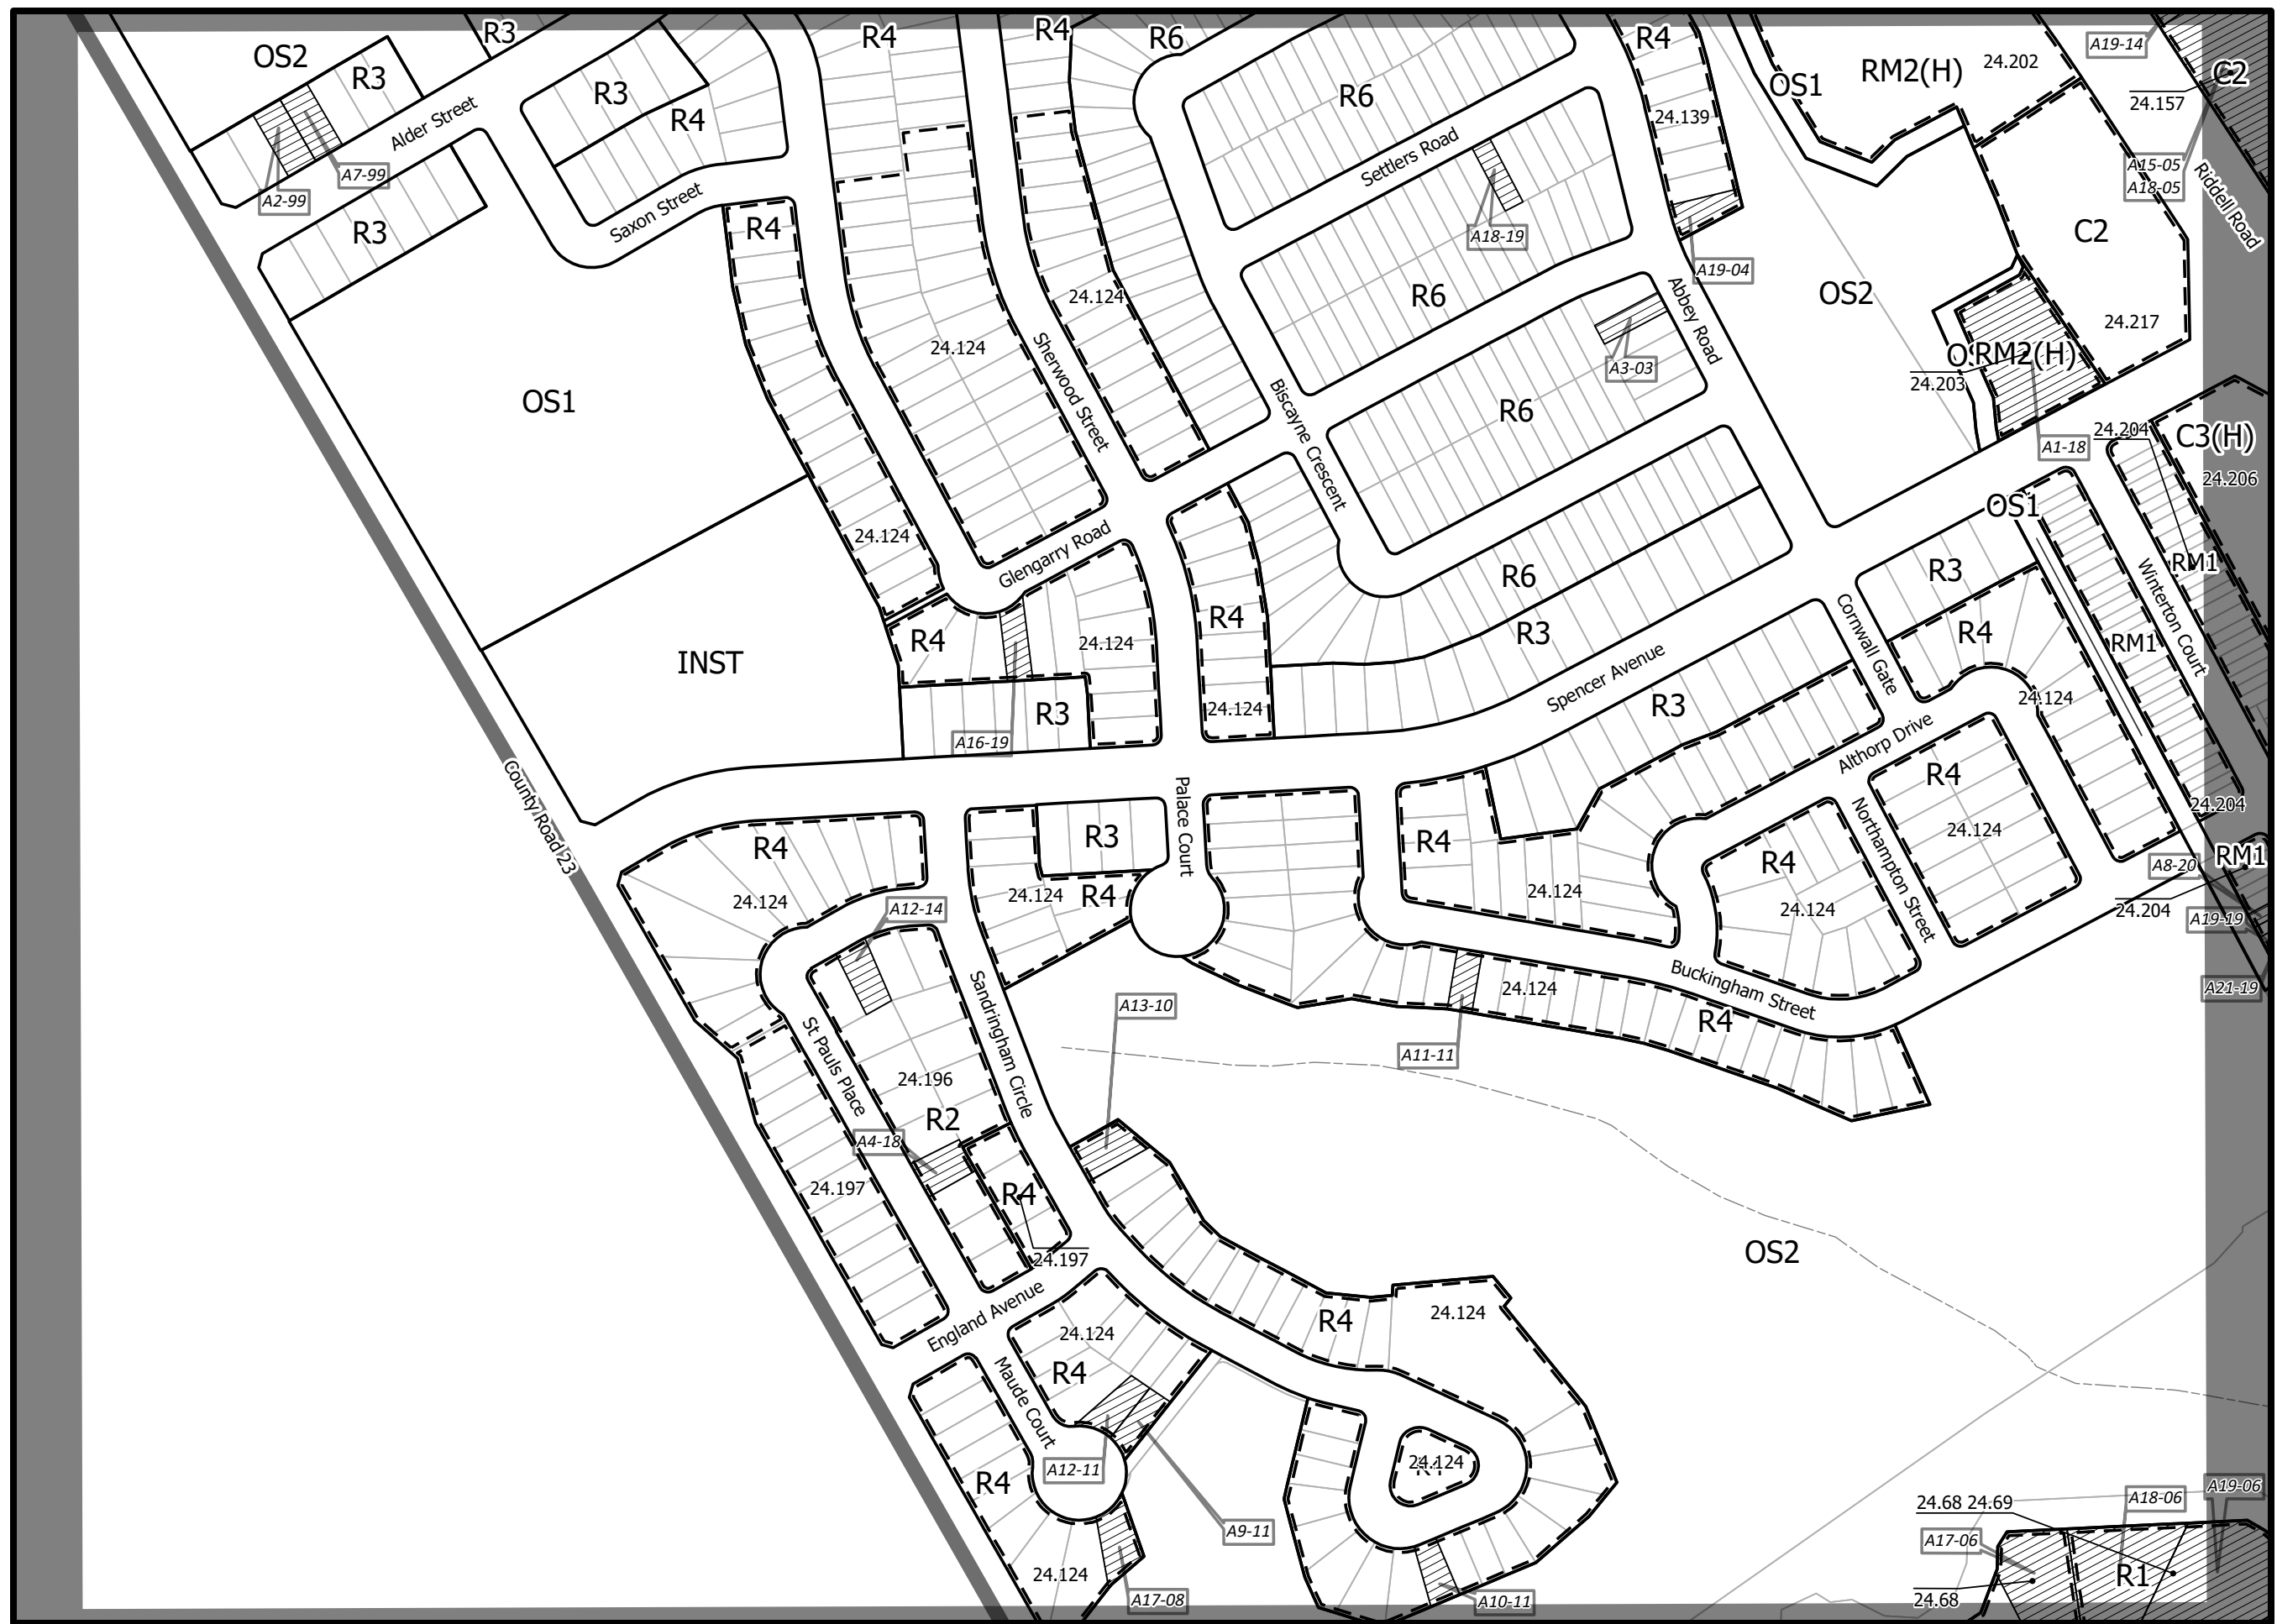 R3
R4
R4
R6
R4
24.202
A19-14
OS2
R3
RM2(H)
C2
OS1
R3
R6
24.157
24.139
R4
Alder Street
Settlers Road
A7-99
A15-05
A18-05
A2-99
Saxon Street
Riddell Road
R3
R4
A18-19
C2
A19-04
24.124
R6
OS2
Abbey Road
24.217
24.124
Sherwood Street
A3-03
RM2(H)
24.203
OS1
Biscayne Crescent
R6
24.204
C3(H)
A1-18
24.206
OS1
24.124
Glengarry Road
R6
R3
RM1
Winterton Court
R4
R4
24.124
R3
R4
RM1
Cornwall Gate
INST
Spencer Avenue
24.124
R3
24.124
R3
A16-19
Althorp Drive
County Road 23
Palace Court
R4
24.204
R4
R3
R4
Northampton Street
24.124
R4
RM1
A8-20
24.124
24.124
R4
24.124
24.124
24.204
A12-14
A19-19
Sandringham Circle
24.124
Buckingham Street
A21-19
A13-10
R4
St Pauls Place
A11-11
24.196
R2
A4-18
24.197
R4
24.197
OS2
England Avenue
24.124
R4
24.124
R4
Maude Court
R4
24.124
A12-11
A9-11
24.68 24.69
A18-06
A19-06
A17-06
24.124
R1
A17-08
A10-11
24.68